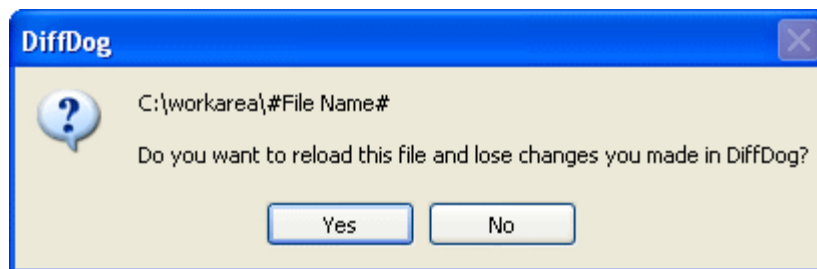 DiffDog
C:\workarea\#File Name#
Do you want to reload this file and lose changes you made in DiffDog?
Yes No